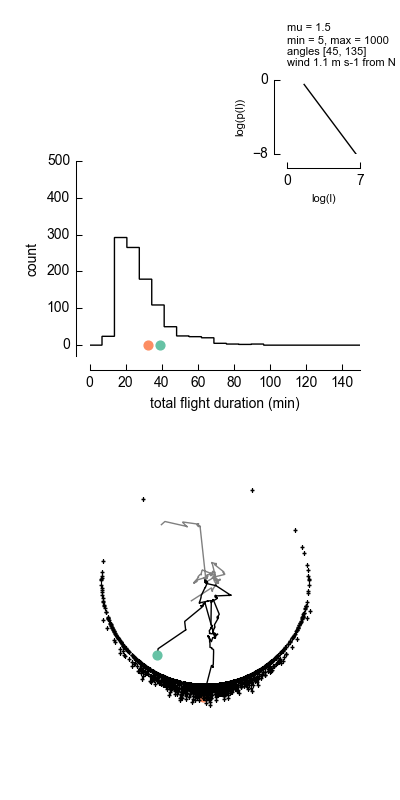 mu = 1.5
min = 5, max = 1000
angles [45, 135]
wind 1.1 m s-1 from N
0
log(p(l))
−8
0 7
log(l)
500
400
300
count
200
100
0
0 20 40 60 80 100 120 140
total flight duration (min)